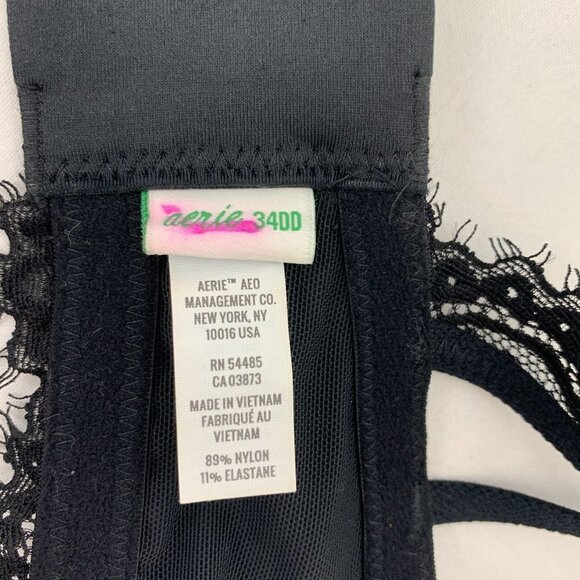 aerie 34DD
AERIE™ AEO
MANAGEMENT CO.
NEW YORK, NY
10016 USA
RN 54485
CA 03873
MADE IN VIETNAM
FABRIQUÉ AU
VIETNAM
89% NYLON
11% ELASTANE